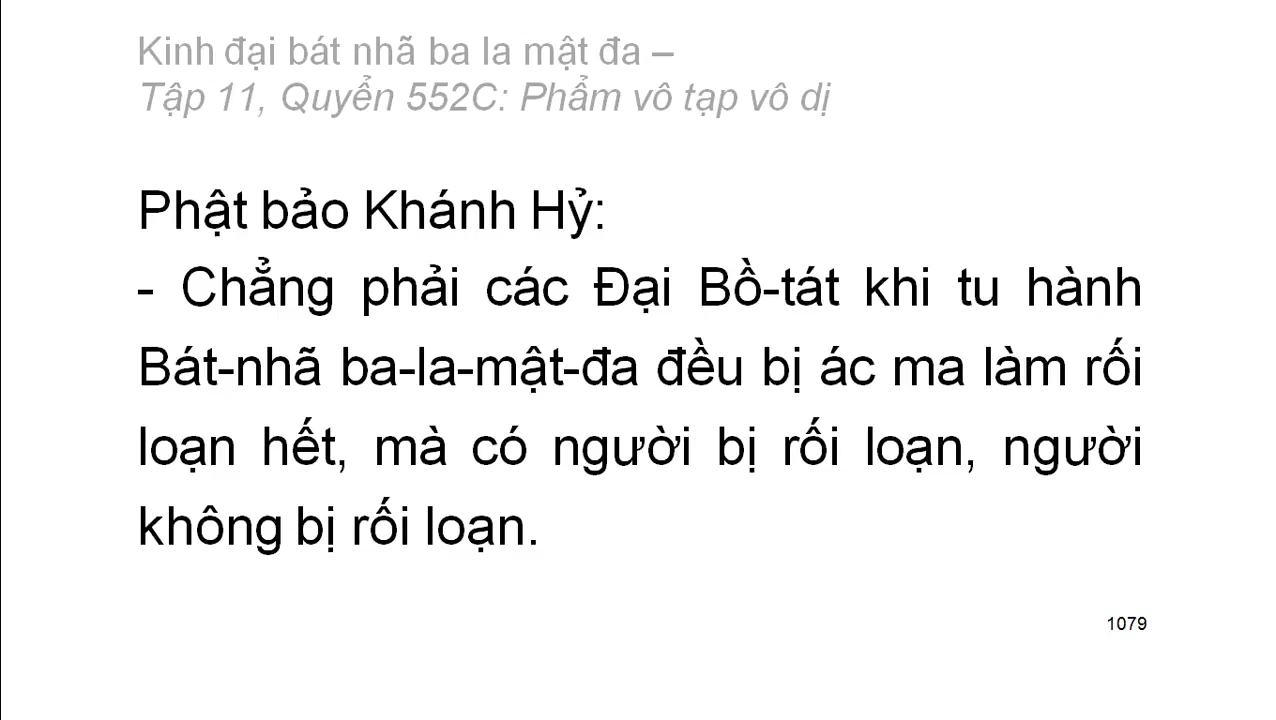 Kinh đại bát nhã ba la mật đa –
Tập 11, Quyển 552C: Phẩm vô tạp vô dị
Phật bảo Khánh Hỷ:
- Chẳng phải các Đại Bồ-tát khi tu hành
Bát-nhã ba-la-mật-đa đều bị ác ma làm rối
loạn hết, mà có người bị rối loạn, người
không bị rối loạn.
1079